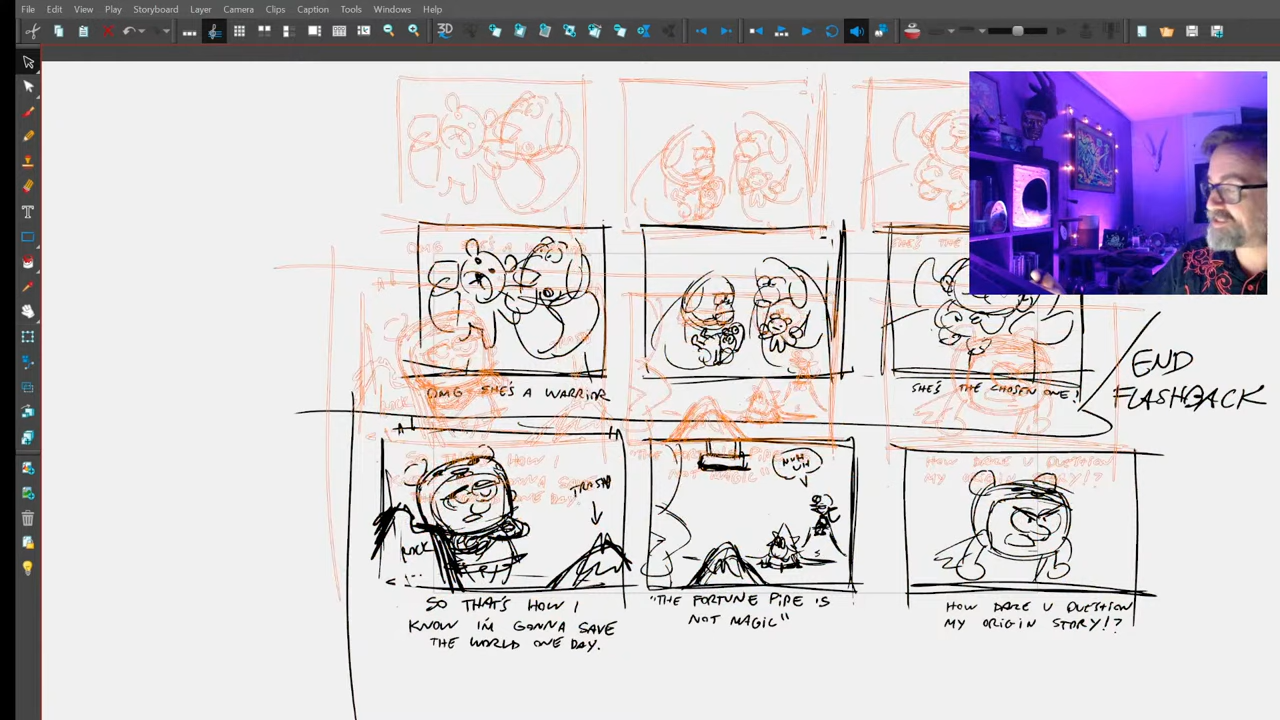 File Edit View Play Storyboard Layer Camera Clips Caption Tools Windows Help
3D
T
OMG SHE'S A WARRIOR
SHE'S THE CHOSEN ONE!
END
FLASHBACK
TRASH
ROCK
NUH
UH
SO THAT'S HOW I
KNOW I'M GONNA SAVE
THE WORLD ONE DAY.
"THE FORTUNE PIPE IS
NOT MAGIC"
HOW DARE U QUESTION
MY ORIGIN STORY!?